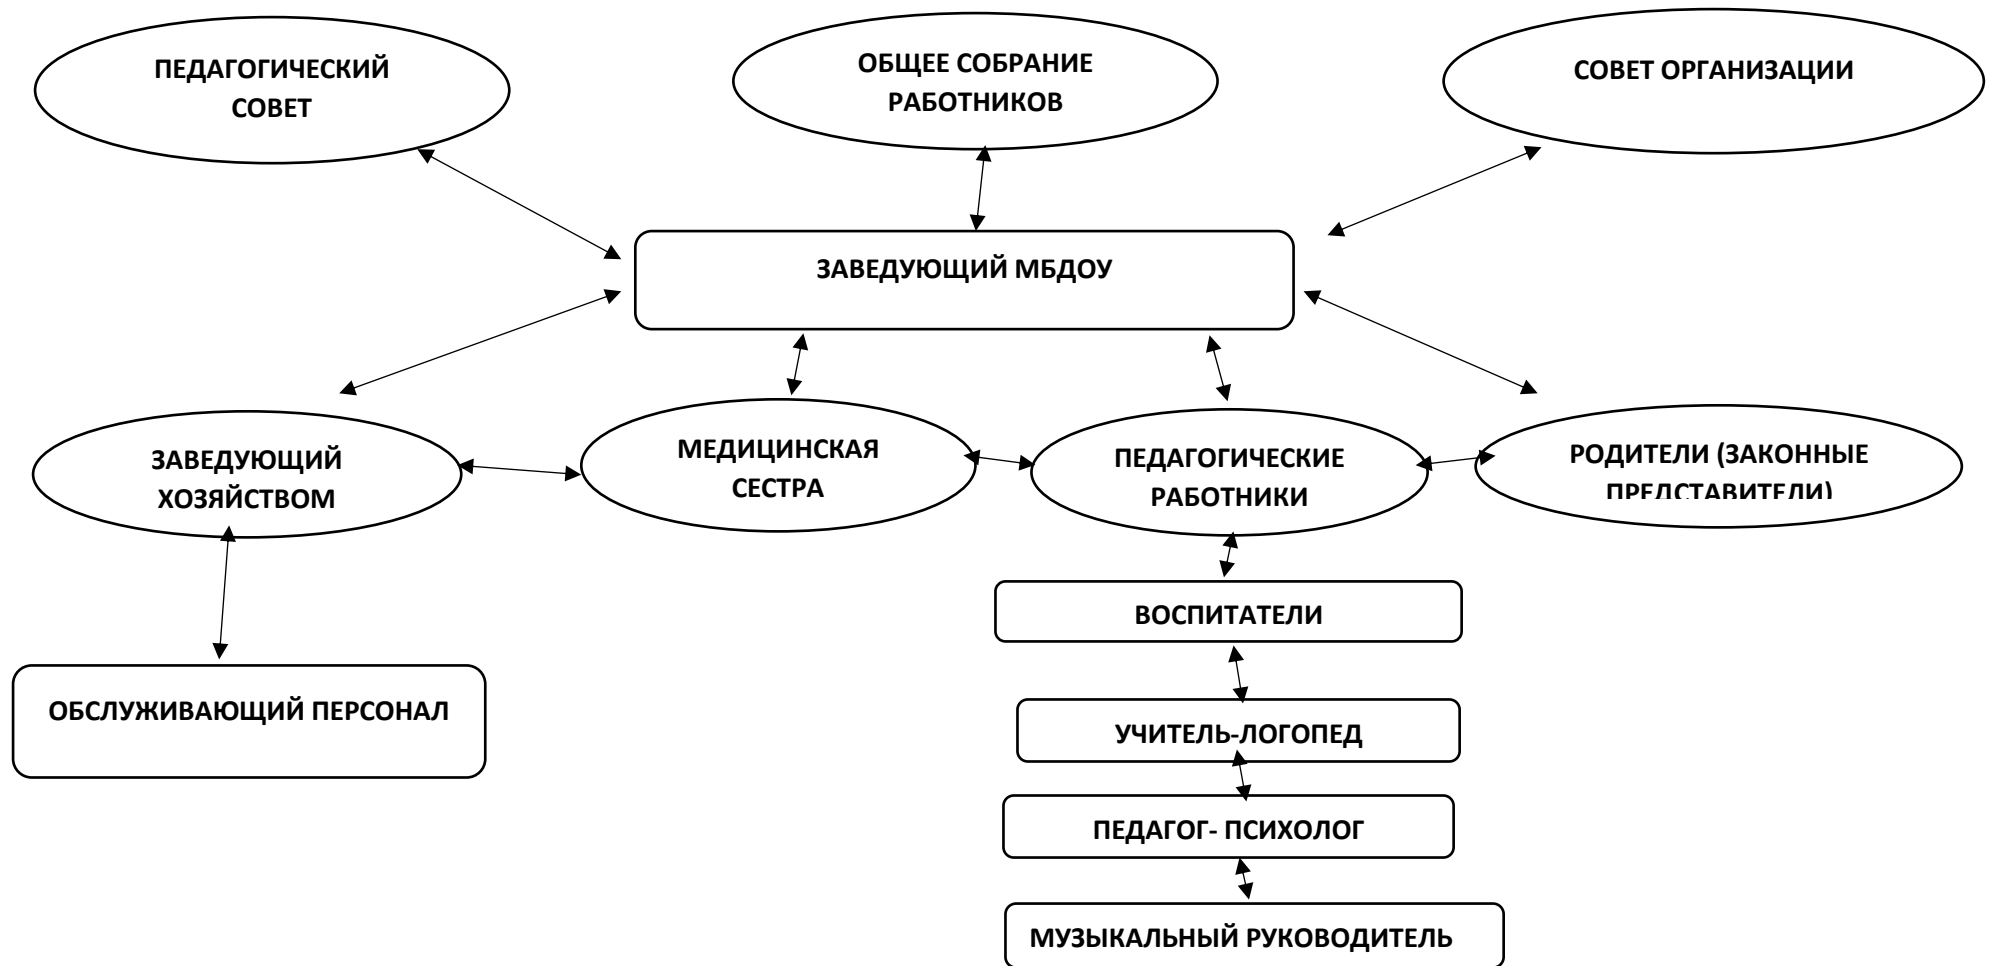 ПЕДАГОГИЧЕСКИЙ
СОВЕТ
ОБЩЕЕ СОБРАНИЕ
РАБОТНИКОВ
СОВЕТ ОРГАНИЗАЦИИ
ЗАВЕДУЮЩИЙ МБДОУ
ЗАВЕДУЮЩИЙ
ХОЗЯЙСТВОМ
МЕДИЦИНСКАЯ
СЕСТРА
ПЕДАГОГИЧЕСКИЕ
РАБОТНИКИ
РОДИТЕЛИ (ЗАКОННЫЕ
ПРЕДСТАВИТЕЛИ)
ВОСПИТАТЕЛИ
ОБСЛУЖИВАЮЩИЙ ПЕРСОНАЛ
УЧИТЕЛЬ-ЛОГОПЕД
ПЕДАГОГ- ПСИХОЛОГ
МУЗЫКАЛЬНЫЙ РУКОВОДИТЕЛЬ